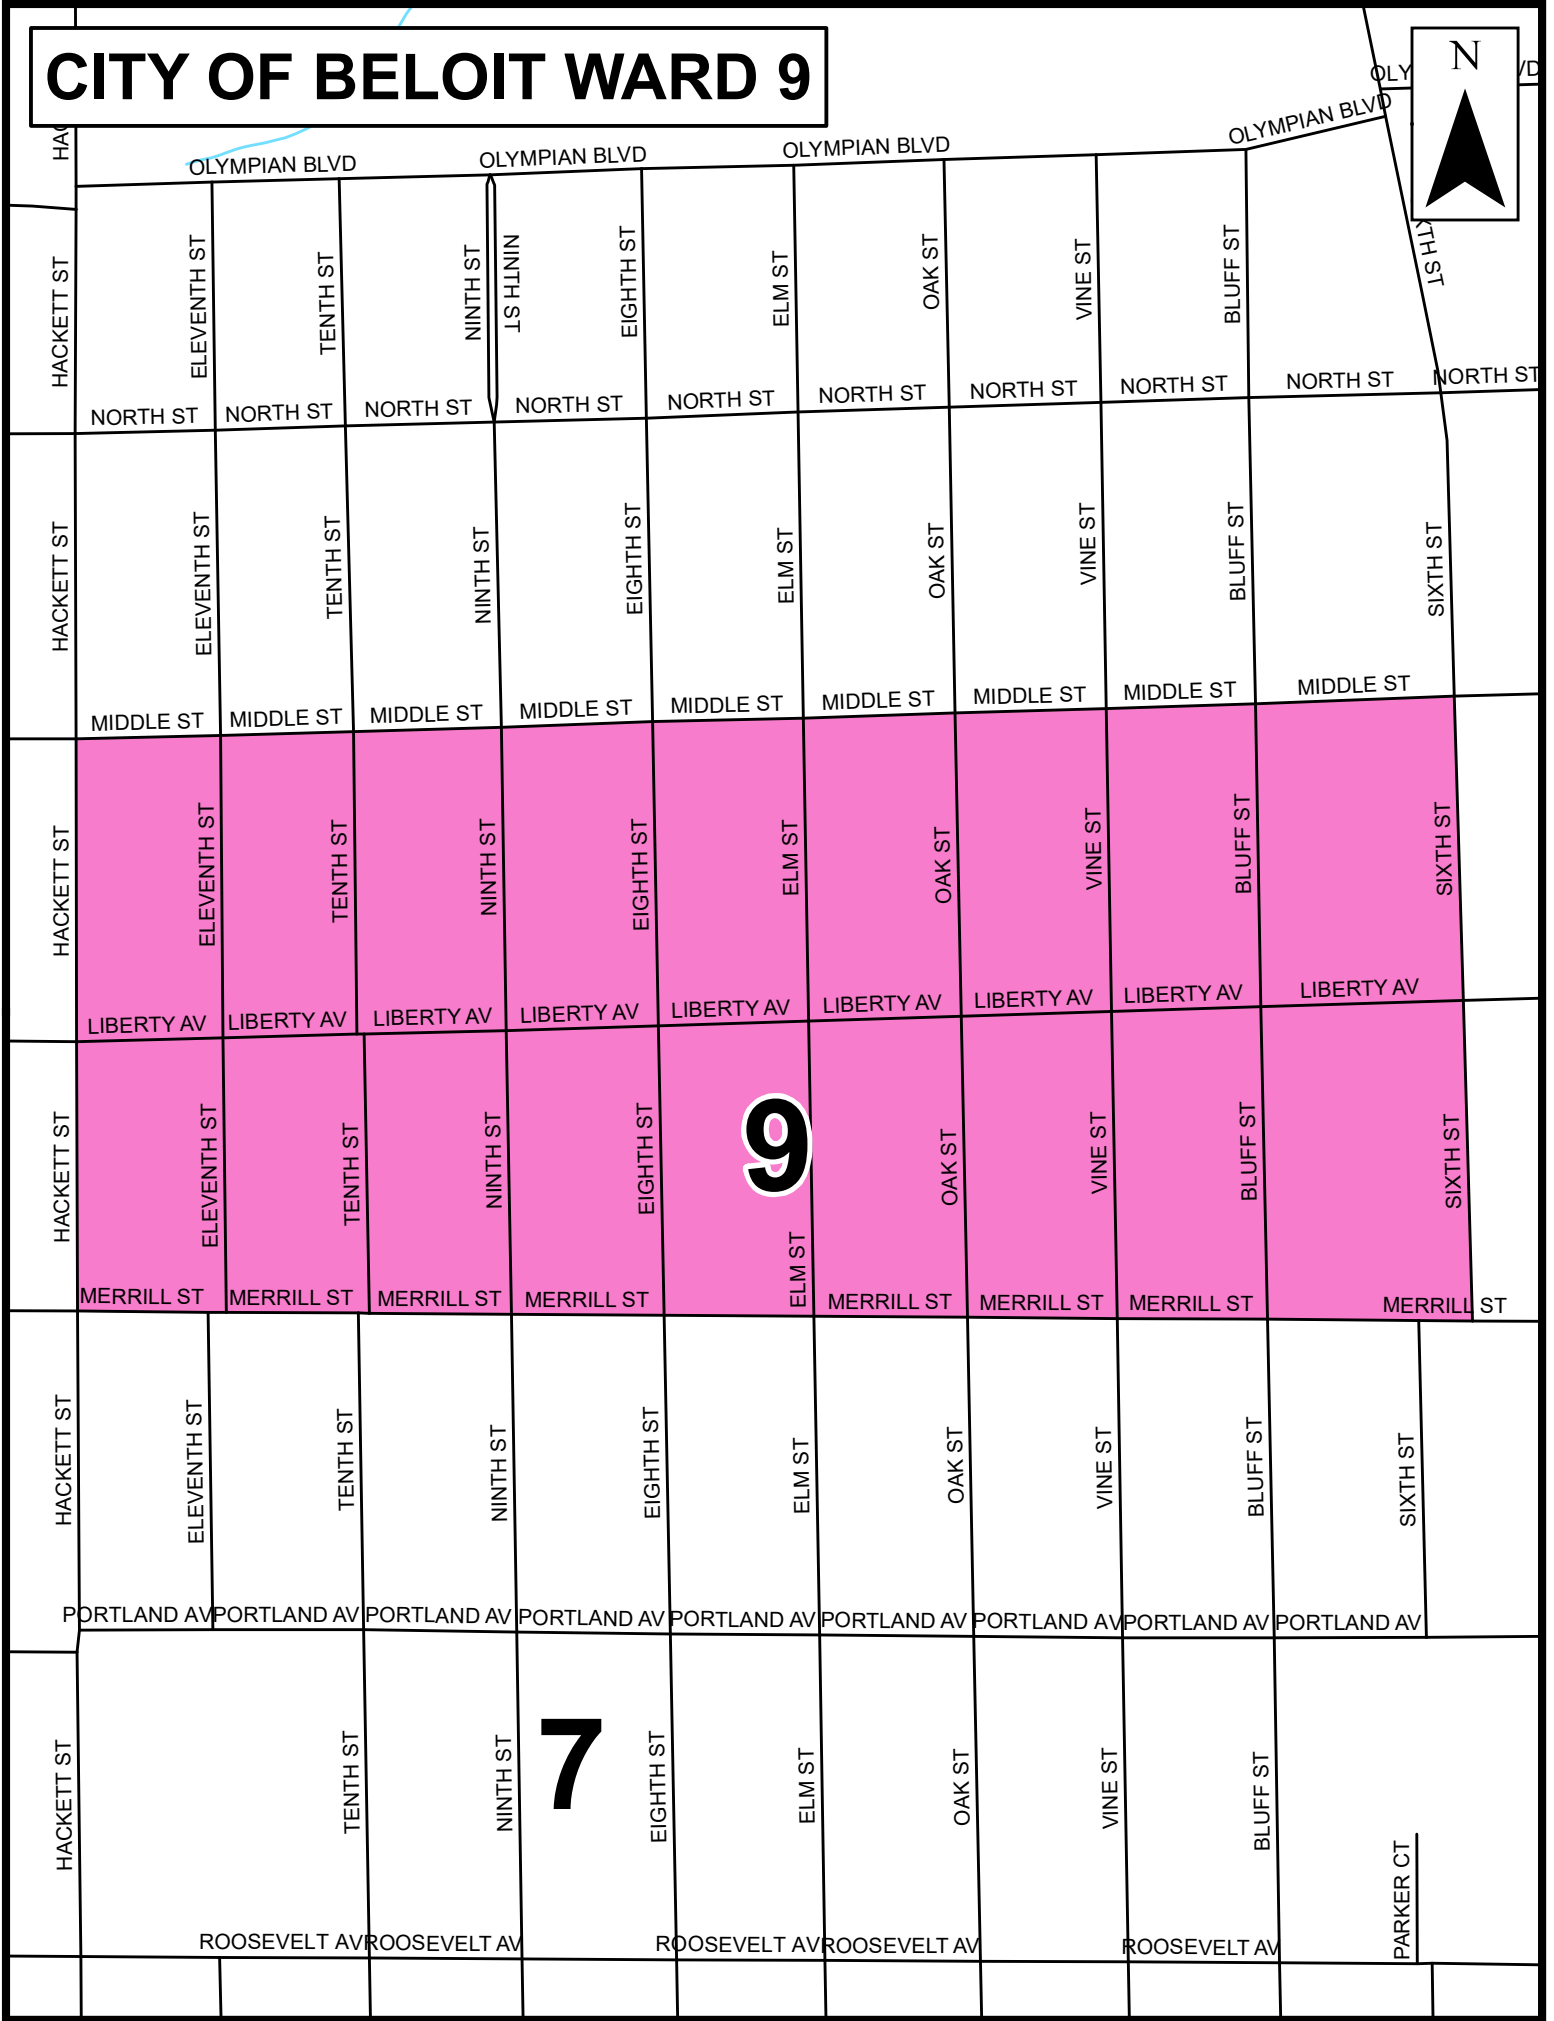 CITY OF BELOIT WARD 9
N
OLYMPIAN BLVD
OLYMPIAN BLVD
OLYMPIAN BLVD
OLYMPIAN BLVD
HACKETT ST
ELEVENTH ST
TENTH ST
NINTH ST
NINTH ST
EIGHTH ST
ELM ST
OAK ST
VINE ST
BLUFF ST
NORTH ST
NORTH ST
NORTH ST
NORTH ST
NORTH ST
NORTH ST
NORTH ST
NORTH ST
NORTH ST
NORTH ST
HACKETT ST
ELEVENTH ST
TENTH ST
NINTH ST
EIGHTH ST
ELM ST
OAK ST
VINE ST
BLUFF ST
SIXTH ST
MIDDLE ST
MIDDLE ST
MIDDLE ST
MIDDLE ST
MIDDLE ST
MIDDLE ST
MIDDLE ST
MIDDLE ST
MIDDLE ST
HACKETT ST
ELEVENTH ST
TENTH ST
NINTH ST
EIGHTH ST
ELM ST
OAK ST
VINE ST
BLUFF ST
SIXTH ST
LIBERTY AV
LIBERTY AV
LIBERTY AV
LIBERTY AV
LIBERTY AV
LIBERTY AV
LIBERTY AV
LIBERTY AV
LIBERTY AV
HACKETT ST
ELEVENTH ST
TENTH ST
NINTH ST
EIGHTH ST
9
ELM ST
OAK ST
VINE ST
BLUFF ST
SIXTH ST
MERRILL ST
MERRILL ST
MERRILL ST
MERRILL ST
MERRILL ST
MERRILL ST
MERRILL ST
MERRILL ST
HACKETT ST
ELEVENTH ST
TENTH ST
NINTH ST
EIGHTH ST
ELM ST
OAK ST
VINE ST
BLUFF ST
SIXTH ST
PORTLAND AV
PORTLAND AV
PORTLAND AV
PORTLAND AV
PORTLAND AV
PORTLAND AV
PORTLAND AV
PORTLAND AV
PORTLAND AV
HACKETT ST
TENTH ST
NINTH ST
7
EIGHTH ST
ELM ST
OAK ST
VINE ST
BLUFF ST
PARKER CT
ROOSEVELT AV
ROOSEVELT AV
ROOSEVELT AV
ROOSEVELT AV
ROOSEVELT AV